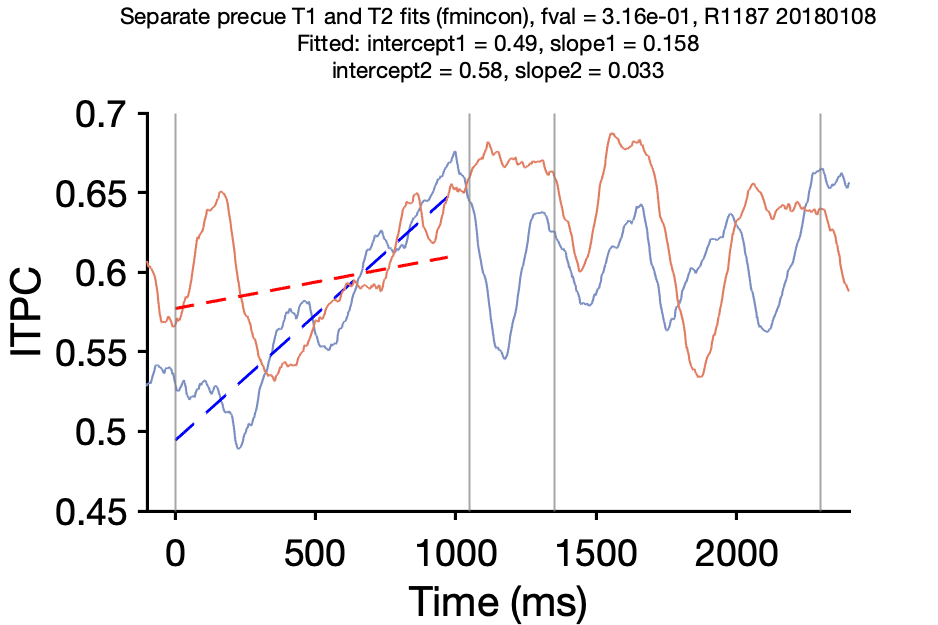 Separate precue T1 and T2 fits (fmincon), fval = 3.16e-01, R1187 20180108
Fitted: intercept1 = 0.49, slope1 = 0.158
intercept2 = 0.58, slope2 = 0.033
0.7
0.65
0.6
0.55
0.5
0.45
ITPC
0 500 1000 1500 2000
Time (ms)